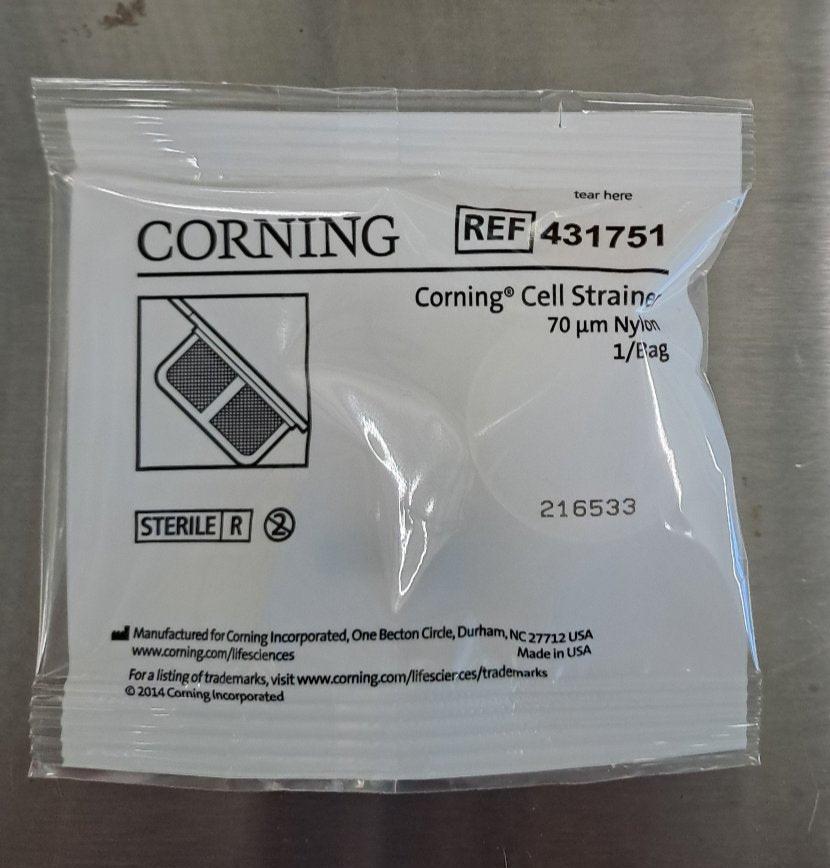 tear here
CORNING
REF 431751
Corning® Cell Strainer
70 µm Nylon
1/Bag
216533
STERILE R 2
Manufactured for Corning Incorporated, One Becton Circle, Durham, NC 27712 USA
www.corning.com/lifesciences Made in USA
For a listing of trademarks, visit www.corning.com/lifesciences/trademarks
© 2014 Corning Incorporated